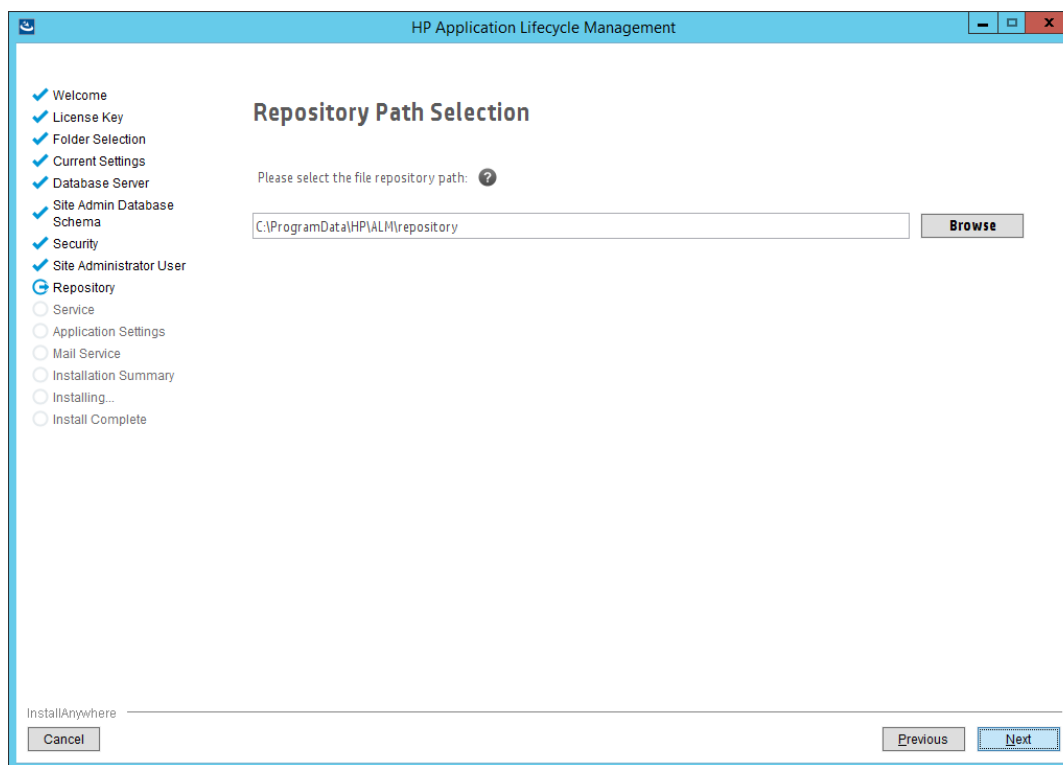 HP Application Lifecycle Management
Welcome
License Key
Folder Selection
Current Settings
Database Server
Site Admin Database
Schema
Security
Site Administrator User
Repository
Service
Application Settings
Mail Service
Installation Summary
Installing...
Install Complete
Repository Path Selection
Please select the file repository path:
?
C:\ProgramData\HP\ALM\repository
Browse
InstallAnywhere
Cancel
Previous
Next